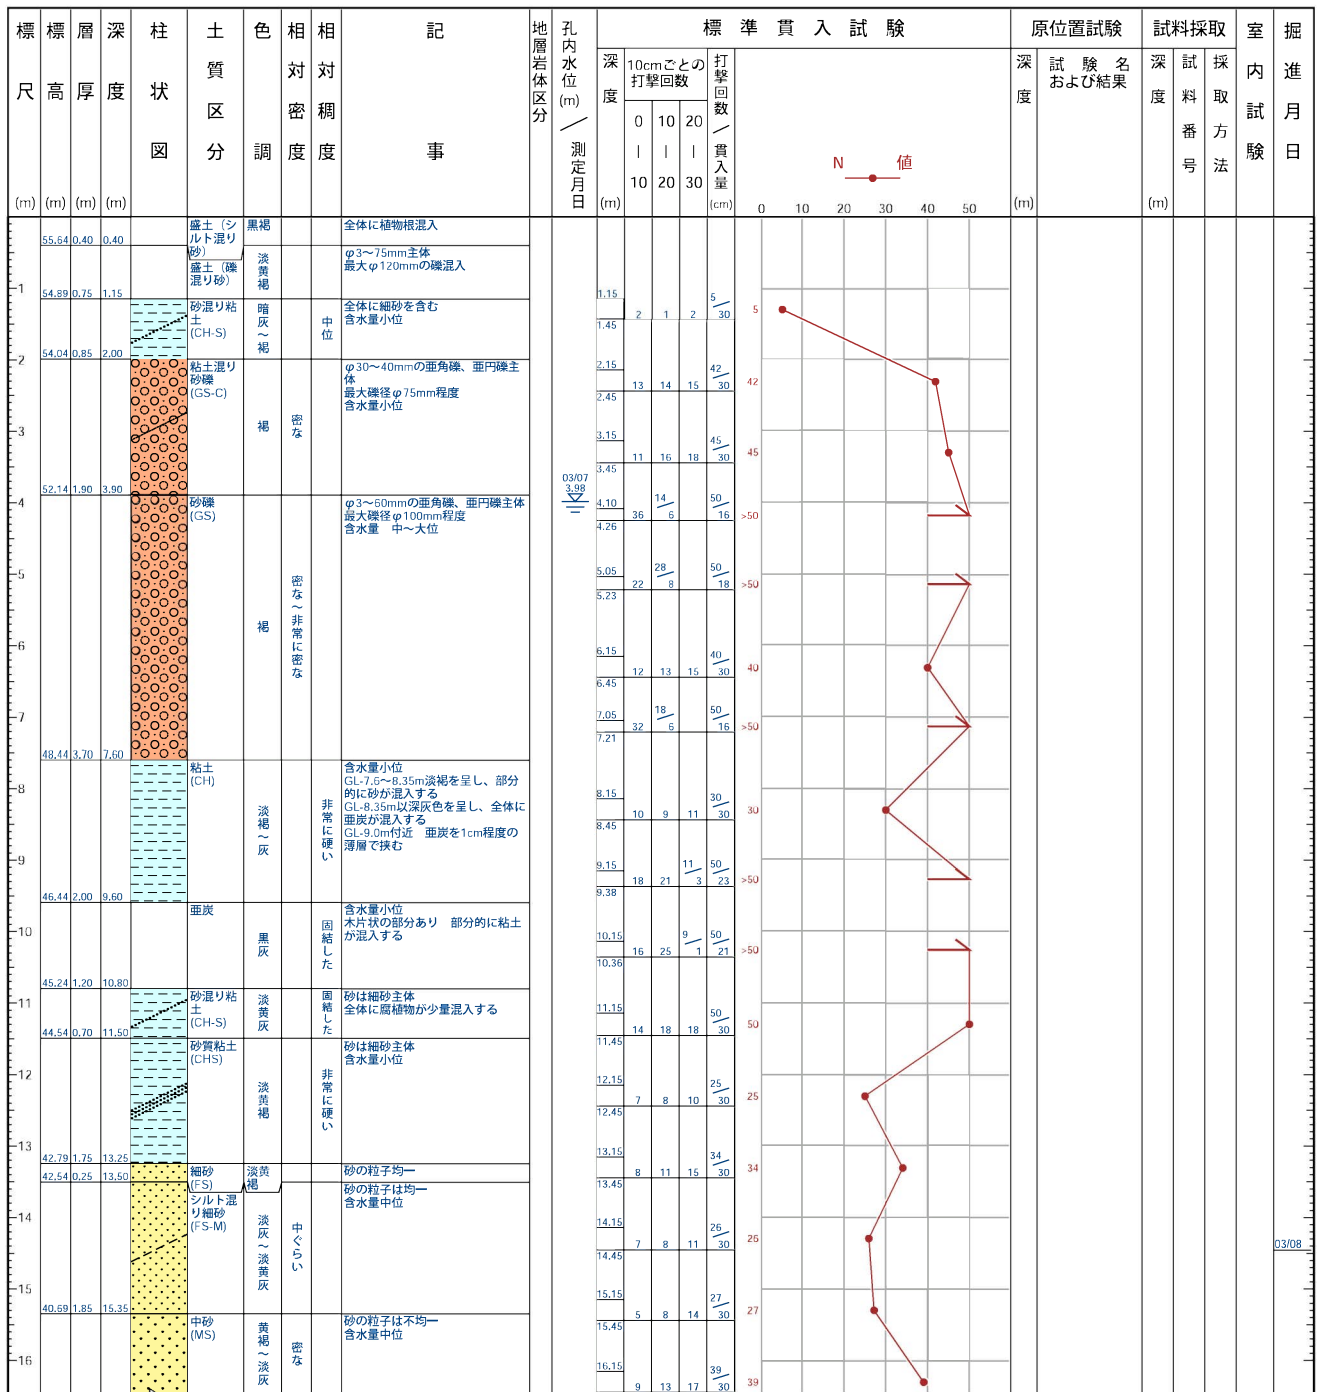 標尺(m)
標高(m)
層厚(m)
深度(m)
柱状図
土質区分
色調
相対密度
相対稠度
記事
地層岩体区分
孔内水位(m)／測定月日
標準貫入試験
深度(m)
10cmごとの
打撃回数
0 10 20
| | |
10 20 30
打撃回数／貫入量(cm)
N 値
0 10 20 30 40 50
原位置試験
深度(m)
試験名
および結果
試料採取
深度(m)
試料番号
採取方法
室内試験
掘進月日
55.64 0.40 0.40
盛土（シ
ルト混り
砂）
黒褐
全体に植物根混入
54.89 0.75 1.15
盛土（礫
混り砂）
淡黄褐
φ3～75mm主体
最大φ120mmの礫混入
54.04 0.85 2.00
砂混り粘
土
(CH-S)
暗灰～褐
中位
全体に細砂を含む
含水量小位
52.14 1.90 3.90
粘土混り
砂礫
(GS-C)
褐
密な
φ30～40mmの亜角礫、亜円礫主
体
最大礫径φ75mm程度
含水量小位
48.44 3.70 7.60
砂礫
(GS)
褐
密な～非常に密な
φ3～60mmの亜角礫、亜円礫主体
最大礫径φ100mm程度
含水量　中～大位
46.44 2.00 9.60
粘土
(CH)
淡褐～灰
非常に硬い
含水量小位
GL-7.6～8.35m淡褐を呈し、部分
的に砂が混入する
GL-8.35m以深灰色を呈し、全体に
亜炭が混入する
GL-9.0m付近　亜炭を1cm程度の
薄層で挟む
45.24 1.20 10.80
亜炭
黒灰
固結した
含水量小位
木片状の部分あり　部分的に粘土
が混入する
44.54 0.70 11.50
砂混り粘
土
(CH-S)
淡黄灰
固結した
砂は細砂主体
全体に腐植物が少量混入する
42.79 1.75 13.25
砂質粘土
(CHS)
淡黄褐
非常に硬い
砂は細砂主体
含水量小位
42.54 0.25 13.50
細砂
(FS)
淡黄
褐
砂の粒子均一
40.69 1.85 15.35
シルト混
り細砂
(FS-M)
淡灰～淡黄灰
中ぐらい
砂の粒子は均一
含水量中位
中砂
(MS)
黄褐～淡灰
密な
砂の粒子は不均一
含水量中位
1
2
3
4
5
6
7
8
9
10
11
12
13
14
15
16
03/07
3.98
1.15 1.45 2 1 2 5/30 5
2.15 2.45 13 14 15 42/30 42
3.15 3.45 11 16 18 45/30 45
4.10 4.26 36 14/6 50/16 >50
5.05 5.23 22 28/8 50/18 >50
6.15 6.45 12 13 15 40/30 40
7.05 7.21 32 18/6 50/16 >50
8.15 8.45 10 9 11 30/30 30
9.15 9.38 18 21 11/3 50/23 >50
10.15 10.36 16 25 9/1 50/21 >50
11.15 11.45 14 18 18 50/30 50
12.15 12.45 7 8 10 25/30 25
13.15 13.45 8 11 15 34/30 34
14.15 14.45 7 8 11 26/30 26
15.15 15.45 5 8 14 27/30 27
16.15 9 13 17 39/30 39
03/08